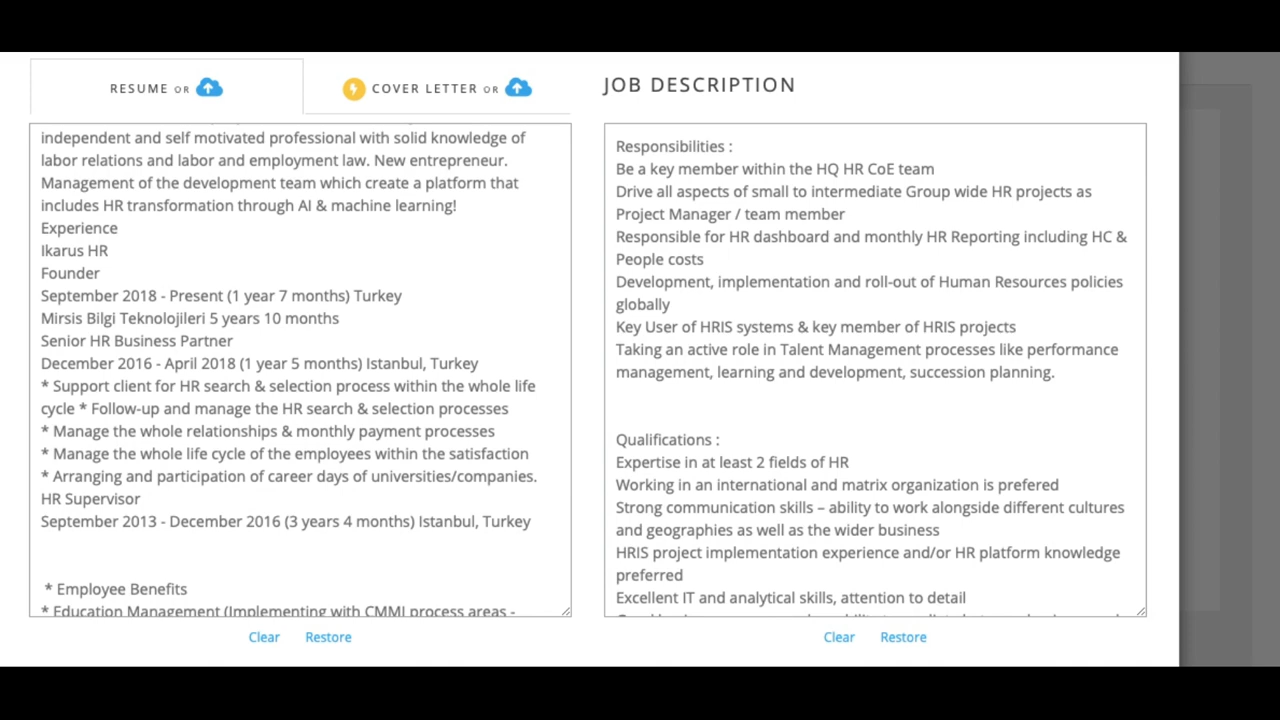 RESUME OR
COVER LETTER OR
independent and self motivated professional with solid knowledge of
labor relations and labor and employment law. New entrepreneur.
Management of the development team which create a platform that
includes HR transformation through AI & machine learning!
Experience
Ikarus HR
Founder
September 2018 - Present (1 year 7 months) Turkey
Mirsis Bilgi Teknolojileri 5 years 10 months
Senior HR Business Partner
December 2016 - April 2018 (1 year 5 months) Istanbul, Turkey
* Support client for HR search & selection process within the whole life
cycle * Follow-up and manage the HR search & selection processes
* Manage the whole relationships & monthly payment processes
* Manage the whole life cycle of the employees within the satisfaction
* Arranging and participation of career days of universities/companies.
HR Supervisor
September 2013 - December 2016 (3 years 4 months) Istanbul, Turkey
* Employee Benefits
* Education Management (Implementing with CMMI process areas -
Clear Restore
JOB DESCRIPTION
Responsibilities :
Be a key member within the HQ HR CoE team
Drive all aspects of small to intermediate Group wide HR projects as
Project Manager / team member
Responsible for HR dashboard and monthly HR Reporting including HC &
People costs
Development, implementation and roll-out of Human Resources policies
globally
Key User of HRIS systems & key member of HRIS projects
Taking an active role in Talent Management processes like performance
management, learning and development, succession planning.
Qualifications :
Expertise in at least 2 fields of HR
Working in an international and matrix organization is prefered
Strong communication skills – ability to work alongside different cultures
and geographies as well as the wider business
HRIS project implementation experience and/or HR platform knowledge
preferred
Excellent IT and analytical skills, attention to detail
Clear Restore